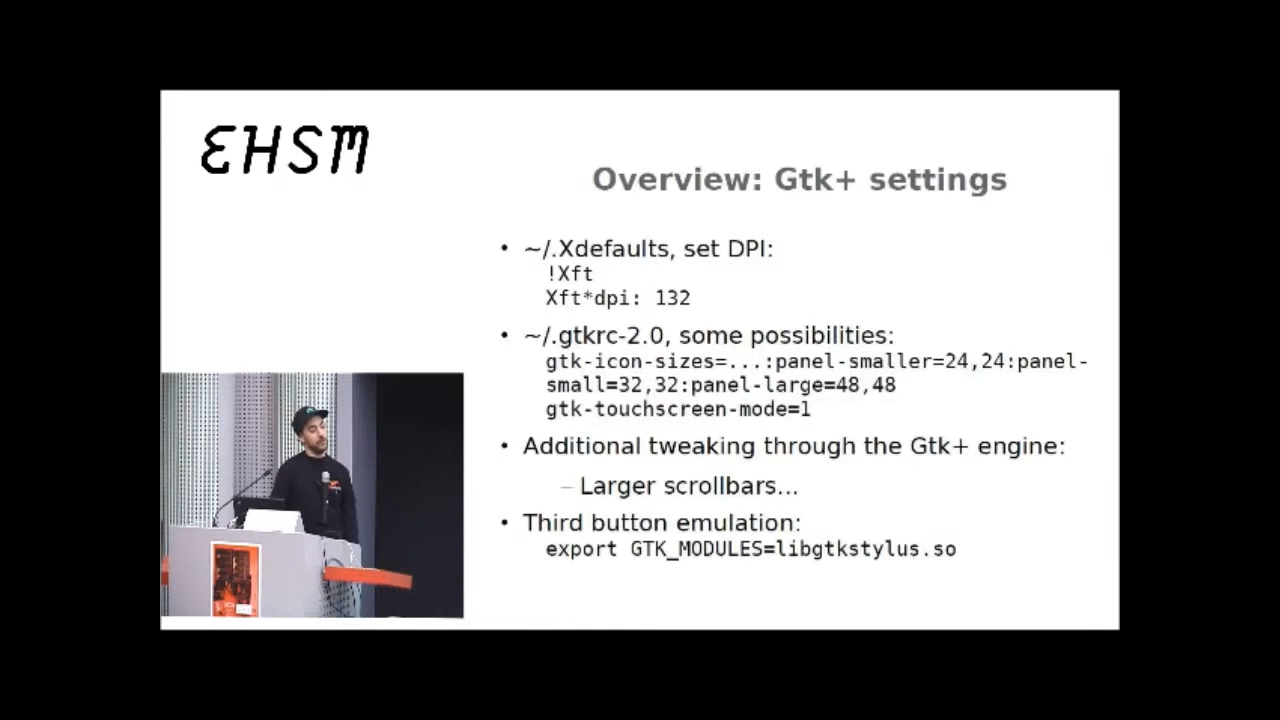 EHSM
Overview: Gtk+ settings
• ~/.Xdefaults, set DPI:
!Xft
Xft*dpi: 132
• ~/.gtkrc-2.0, some possibilities:
gtk-icon-sizes=...:panel-smaller=24,24:panel-
small=32,32:panel-large=48,48
gtk-touchscreen-mode=1
• Additional tweaking through the Gtk+ engine:
– Larger scrollbars...
• Third button emulation:
export GTK_MODULES=libgtkstylus.so